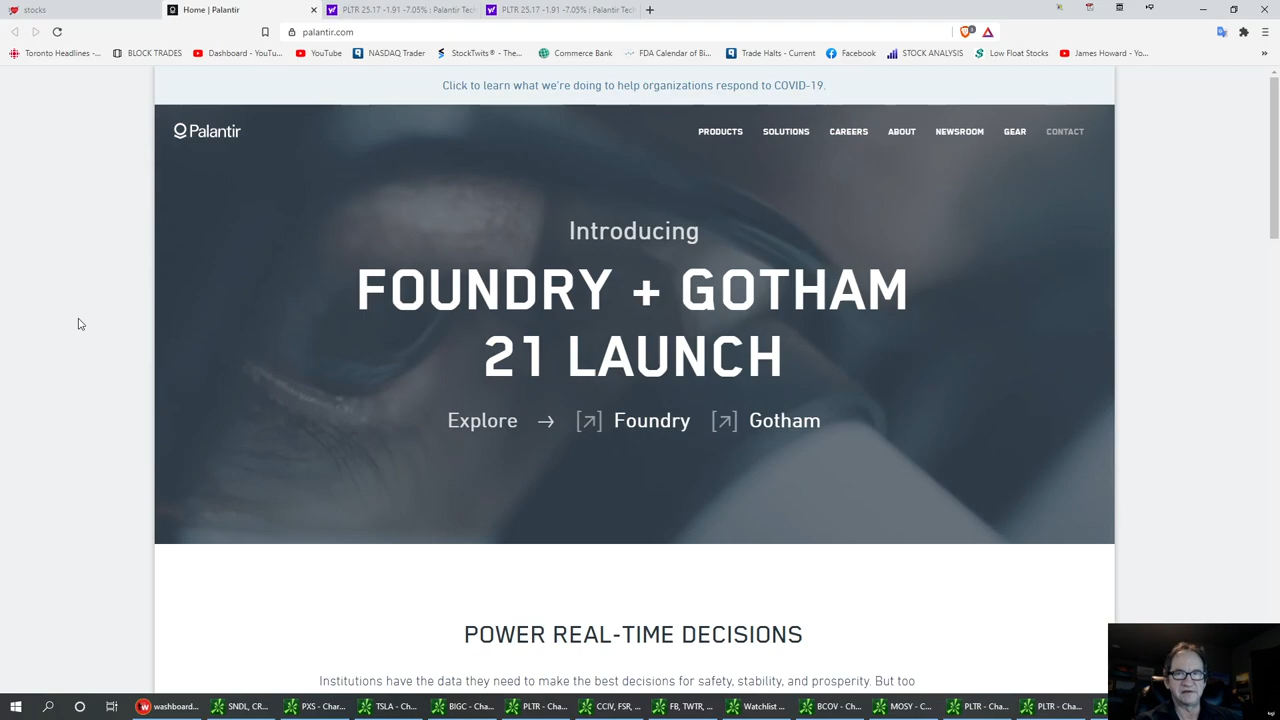 stocks
Home | Palantir
PLTR 25.17 -1.91 -7.05% : Palantir Tec
PLTR 25.17 -1.91 -7.05% : Palantir Tec
palantir.com
Toronto Headlines -...
BLOCK TRADES
Dashboard - YouTu...
YouTube
NASDAQ Trader
StockTwits® - The...
Commerce Bank
FDA Calendar of Bi...
Trade Halts - Current
Facebook
STOCK ANALYSIS
Low Float Stocks
James Howard - Yo...
Click to learn what we're doing to help organizations respond to COVID-19.
Palantir
PRODUCTS
SOLUTIONS
CAREERS
ABOUT
NEWSROOM
GEAR
CONTACT
Introducing
FOUNDRY + GOTHAM
21 LAUNCH
Explore → [↗] Foundry [↗] Gotham
POWER REAL-TIME DECISIONS
Institutions have the data they need to make the best decisions for safety, stability, and prosperity. But too
washboard...
SNDL, CR...
PXS - Char...
TSLA - Cha...
BIGC - Cha...
PLTR - Cha...
CCIV, FSR, ...
FB, TWTR, ...
Watchlist ...
BCOV - Ch...
MOSY - Ch...
PLTR - Cha...
PLTR - Cha...